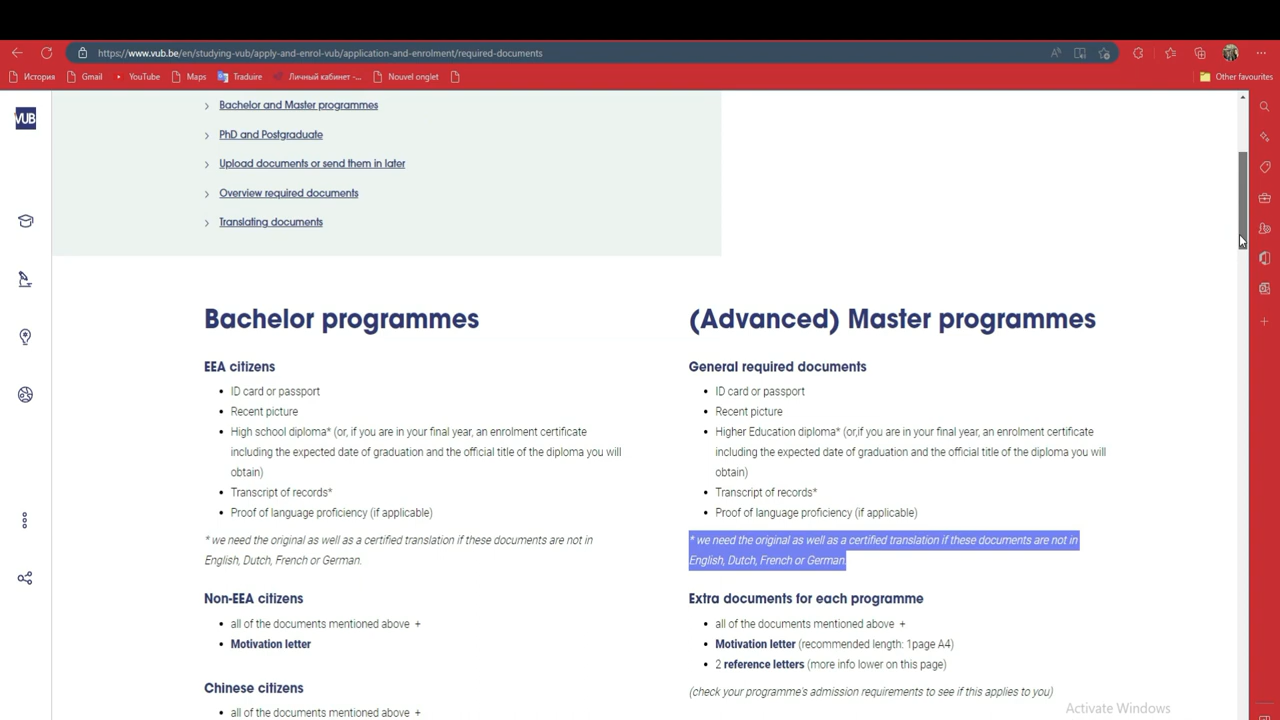 https://www.vub.be/en/studying-vub/apply-and-enrol-vub/application-and-enrolment/required-documents
История
Gmail
YouTube
Maps
Traduire
Личный кабинет -...
Nouvel onglet
Other favourites
VUB
Bachelor and Master programmes
PhD and Postgraduate
Upload documents or send them in later
Overview required documents
Translating documents
Bachelor programmes
EEA citizens
• ID card or passport
• Recent picture
• High school diploma* (or, if you are in your final year, an enrolment certificate
including the expected date of graduation and the official title of the diploma you will
obtain)
• Transcript of records*
• Proof of language proficiency (if applicable)
* we need the original as well as a certified translation if these documents are not in
English, Dutch, French or German.
Non-EEA citizens
• all of the documents mentioned above +
• Motivation letter
Chinese citizens
• all of the documents mentioned above +
(Advanced) Master programmes
General required documents
• ID card or passport
• Recent picture
• Higher Education diploma* (or,if you are in your final year, an enrolment certificate
including the expected date of graduation and the official title of the diploma you will
obtain)
• Transcript of records*
• Proof of language proficiency (if applicable)
* we need the original as well as a certified translation if these documents are not in
English, Dutch, French or German.
Extra documents for each programme
• all of the documents mentioned above +
• Motivation letter (recommended length: 1page A4)
• 2 reference letters (more info lower on this page)
(check your programme's admission requirements to see if this applies to you)
Activate Windows